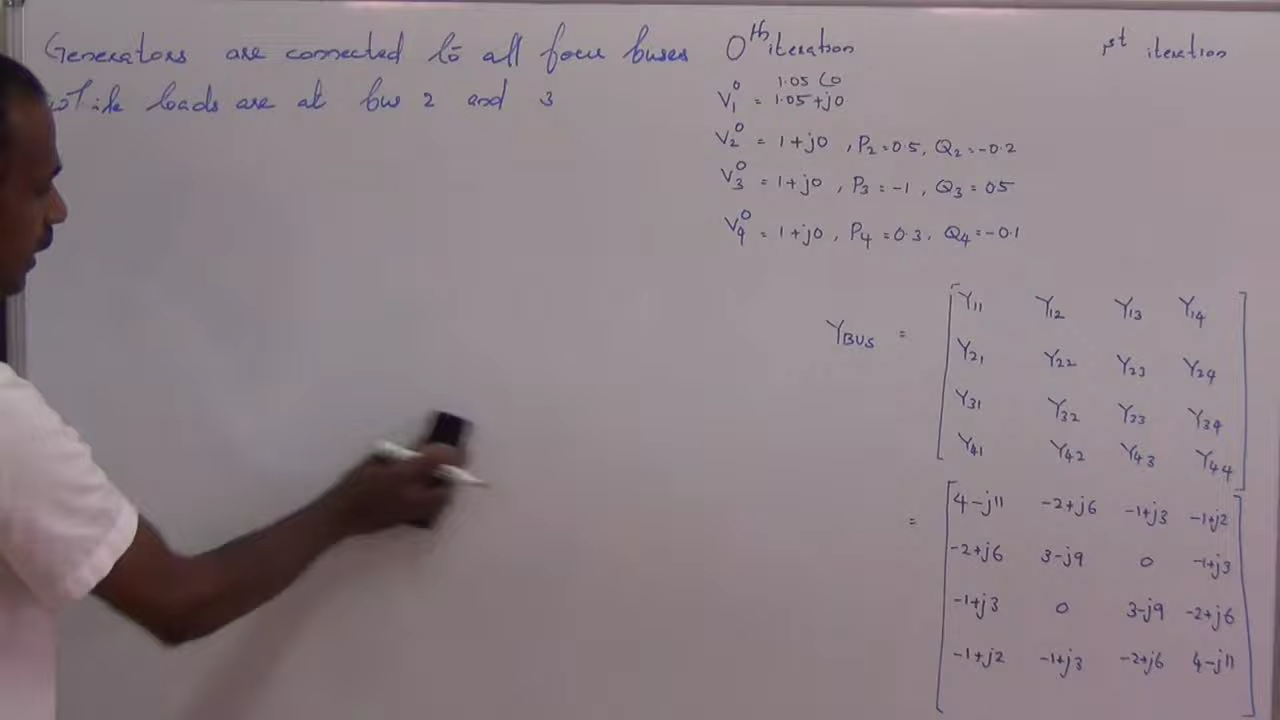 Generators are connected to all four buses
while loads are at bus 2 and 3
0th iteration
1.05∠0
V₁⁰ = 1.05+j0
V₂⁰ = 1+j0, P₂=0.5, Q₂=-0.2
V₃⁰ = 1+j0, P₃=-1, Q₃=05
V₄⁰ = 1+j0, P₄=0.3, Q₄=-0.1
1st iteration
Y_BUS =
Y₁₁ Y₁₂ Y₁₃ Y₁₄
Y₂₁ Y₂₂ Y₂₃ Y₂₄
Y₃₁ Y₃₂ Y₃₃ Y₃₄
Y₄₁ Y₄₂ Y₄₃ Y₄₄
=
4-j11 -2+j6 -1+j3 -1+j2
-2+j6 3-j9 0 -1+j3
-1+j3 0 3-j9 -2+j6
-1+j2 -1+j3 -2+j6 4-j11